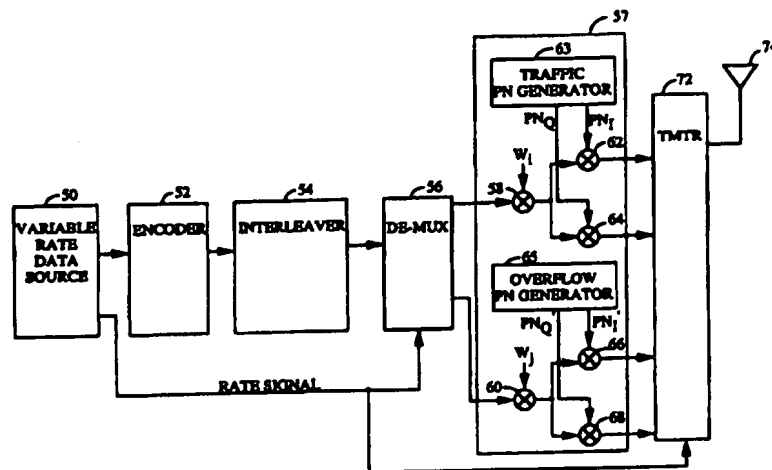 57
63
TRAFFIC
PN GENERATOR
PNQ
PNI
62
Wi
58
64
65
OVERFLOW
PN GENERATOR
PNQ'
PNI'
66
Wj
60
68
50
VARIABLE
RATE
DATA
SOURCE
52
ENCODER
54
INTERLEAVER
56
DE-MUX
RATE SIGNAL
72
TMTR